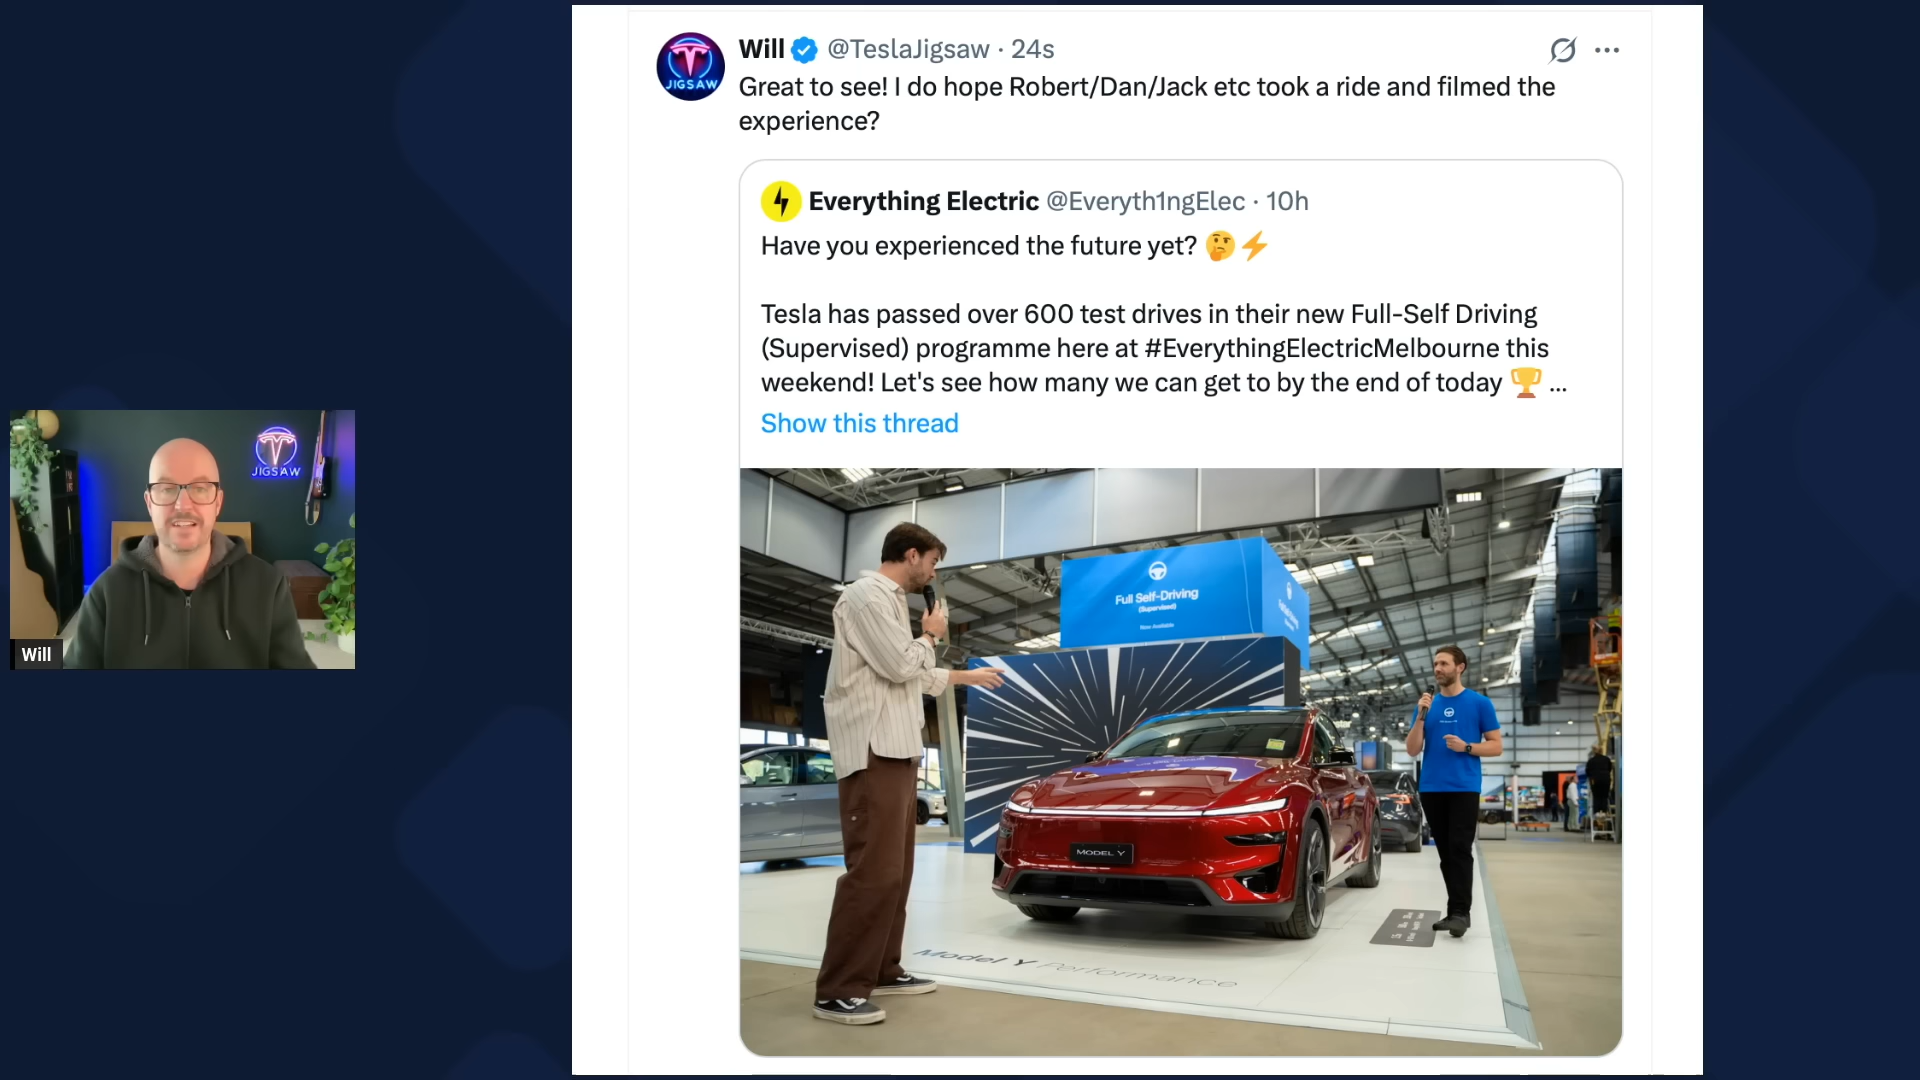 Will @TeslaJigsaw · 24s
Great to see! I do hope Robert/Dan/Jack etc took a ride and filmed the
experience?
JIGSAW
Everything Electric @Everyth1ngElec · 10h
Have you experienced the future yet? 🤔⚡
Tesla has passed over 600 test drives in their new Full-Self Driving
(Supervised) programme here at #EverythingElectricMelbourne this
weekend! Let's see how many we can get to by the end of today 🏆 ...
Show this thread
Full Self-Driving
(Supervised)
Now Available
MODEL Y
Model Y Performance
JIGSAW
Will